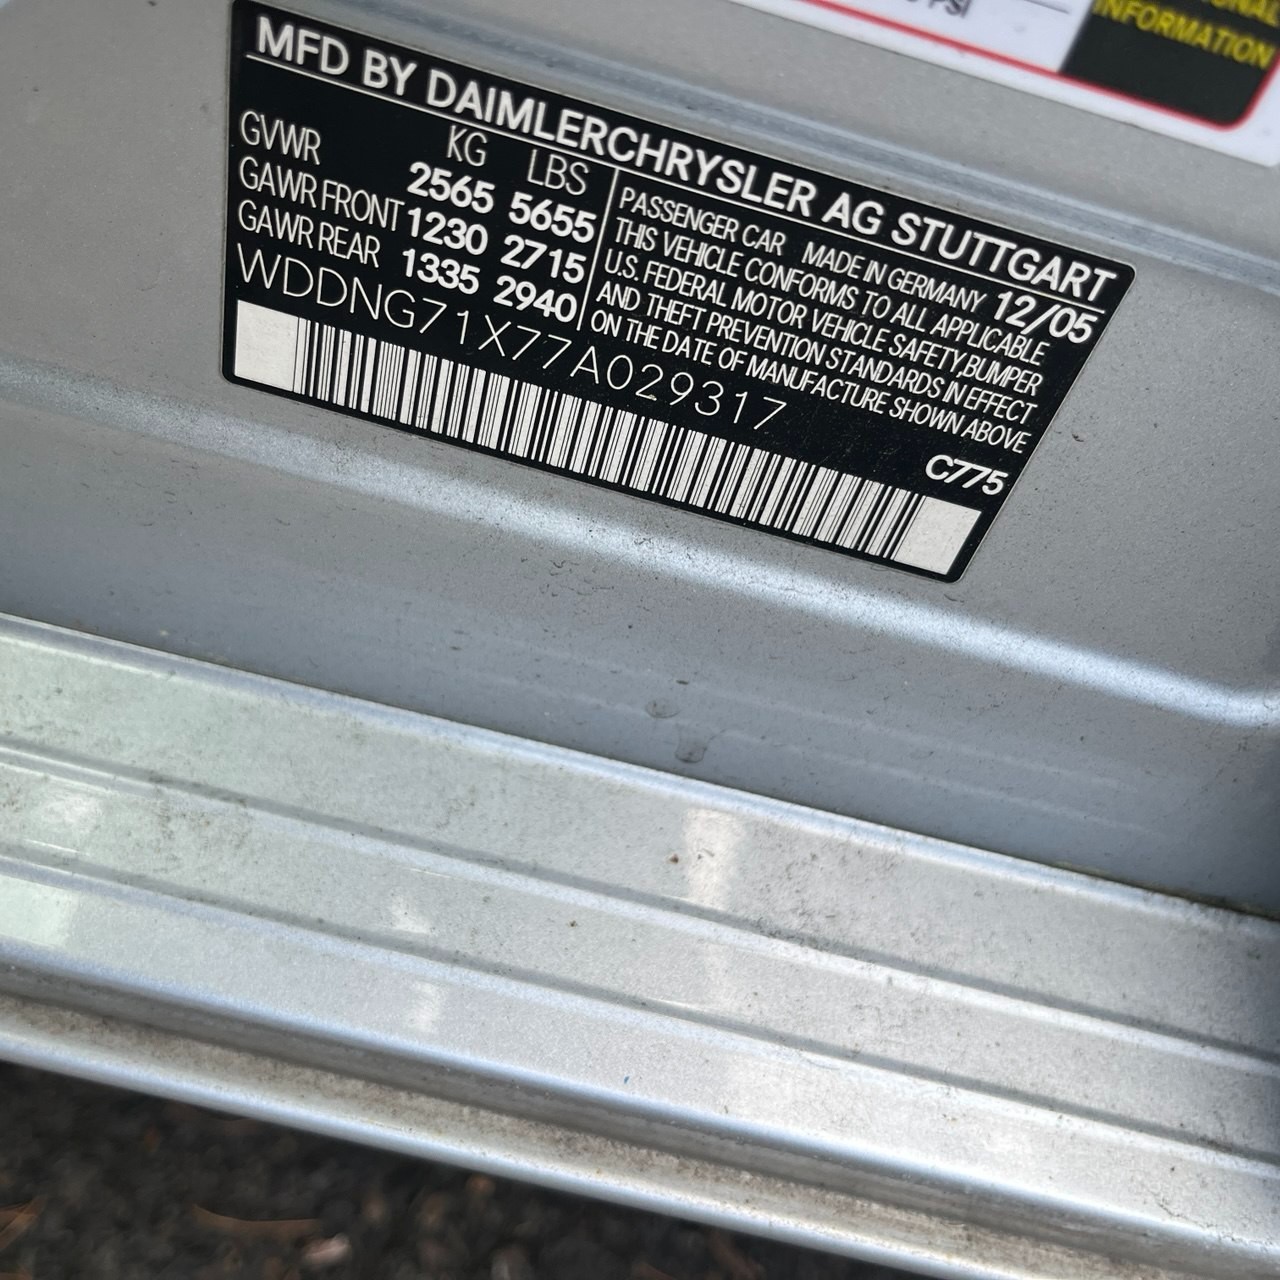 PSI
INFORMATION
MFD BY DAIMLERCHRYSLER AG STUTTGART
KG LBS
GVWR 2565 5655
GAWR FRONT 1230 2715
GAWR REAR 1335 2940
PASSENGER CAR MADE IN GERMANY 12/05
THIS VEHICLE CONFORMS TO ALL APPLICABLE
U.S. FEDERAL MOTOR VEHICLE SAFETY,BUMPER
AND THEFT PREVENTION STANDARDS IN EFFECT
ON THE DATE OF MANUFACTURE SHOWN ABOVE
WDDNG71X77A029317
C775